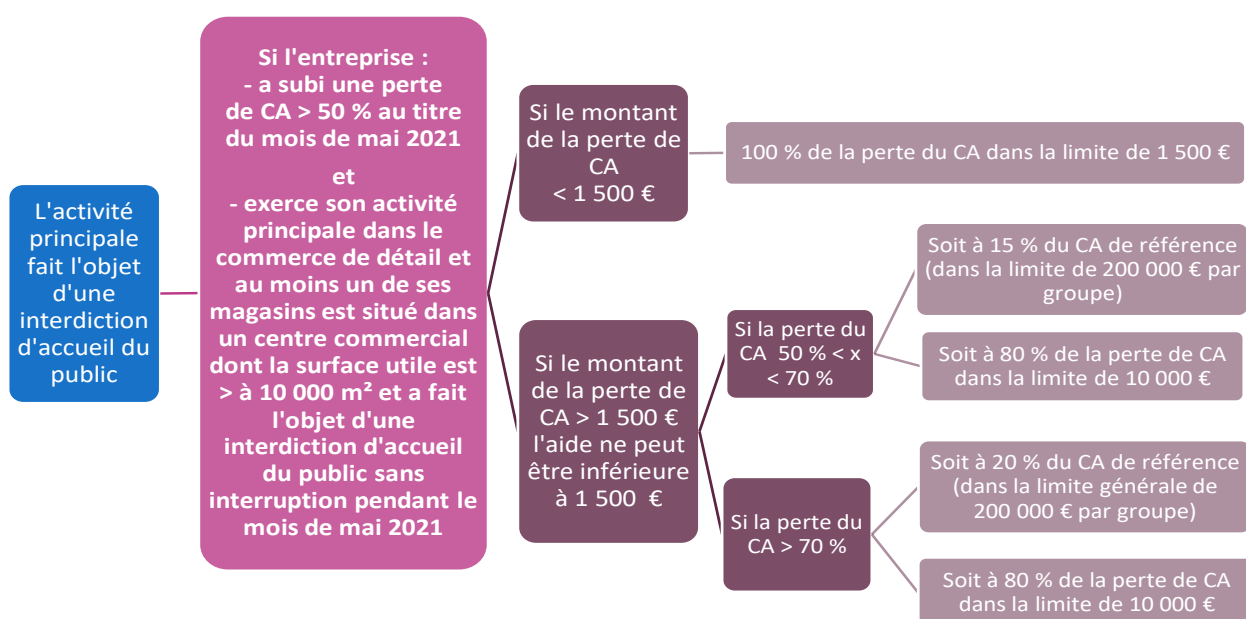 L'activité
principale
fait l'objet
d'une
interdiction
d'accueil du
public
Si l'entreprise :
- a subi une perte
de CA > 50 % au titre
du mois de mai 2021
et
- exerce son activité
principale dans le
commerce de détail et
au moins un de ses
magasins est situé dans
un centre commercial
dont la surface utile est
> à 10 000 m² et a fait
l'objet d'une
interdiction d'accueil
du public sans
interruption pendant le
mois de mai 2021
Si le montant
de la perte de
CA
< 1 500 €
100 % de la perte du CA dans la limite de 1 500 €
Si le montant
de la perte de
CA > 1 500 €
l'aide ne peut
être inférieure
à 1 500 €
Si la perte du
CA 50 % < x
< 70 %
Soit à 15 % du CA de référence
(dans la limite de 200 000 € par
groupe)
Soit à 80 % de la perte de CA
dans la limite de 10 000 €
Si la perte du
CA > 70 %
Soit à 20 % du CA de référence
(dans la limite générale de
200 000 € par groupe)
Soit à 80 % de la perte de CA
dans la limite de 10 000 €